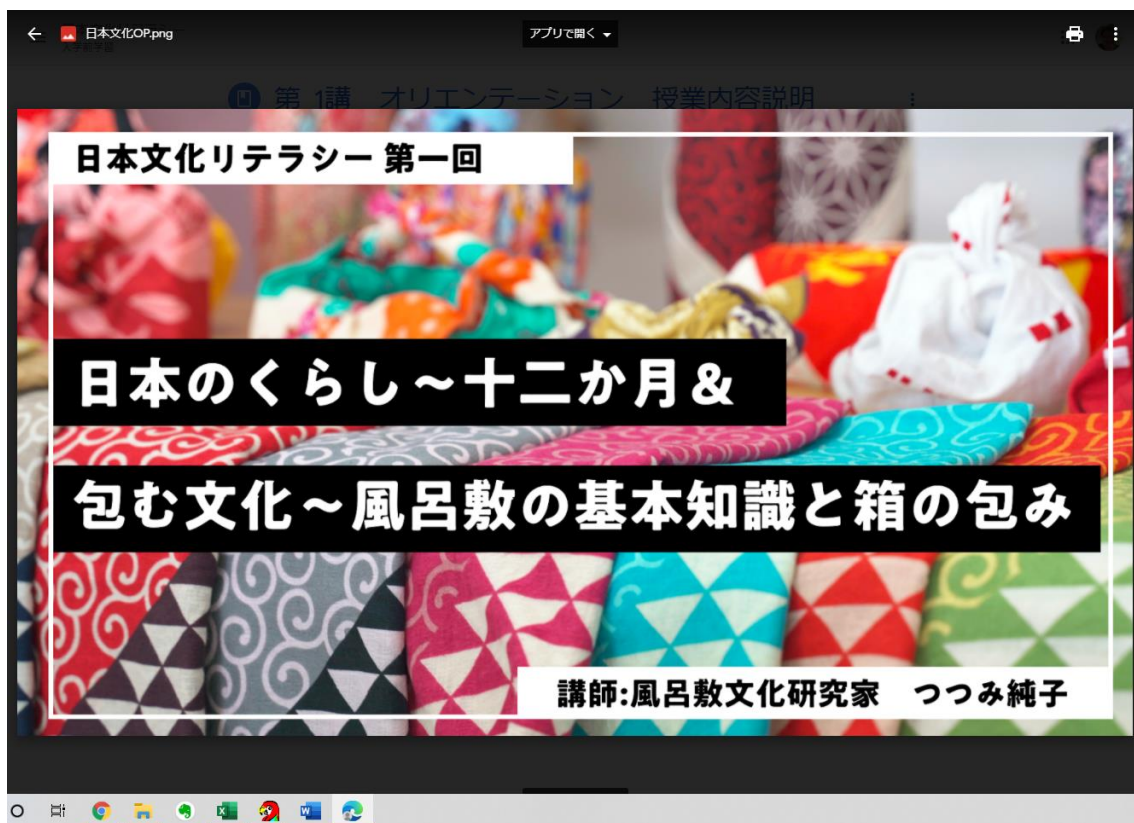 日本文化OP.png
アプリで開く
第 1講 オリエンテーション 授業内容説明
日本文化リテラシー 第一回
日本のくらし～十二か月＆
包む文化～風呂敷の基本知識と箱の包み
講師:風呂敷文化研究家 つつみ純子